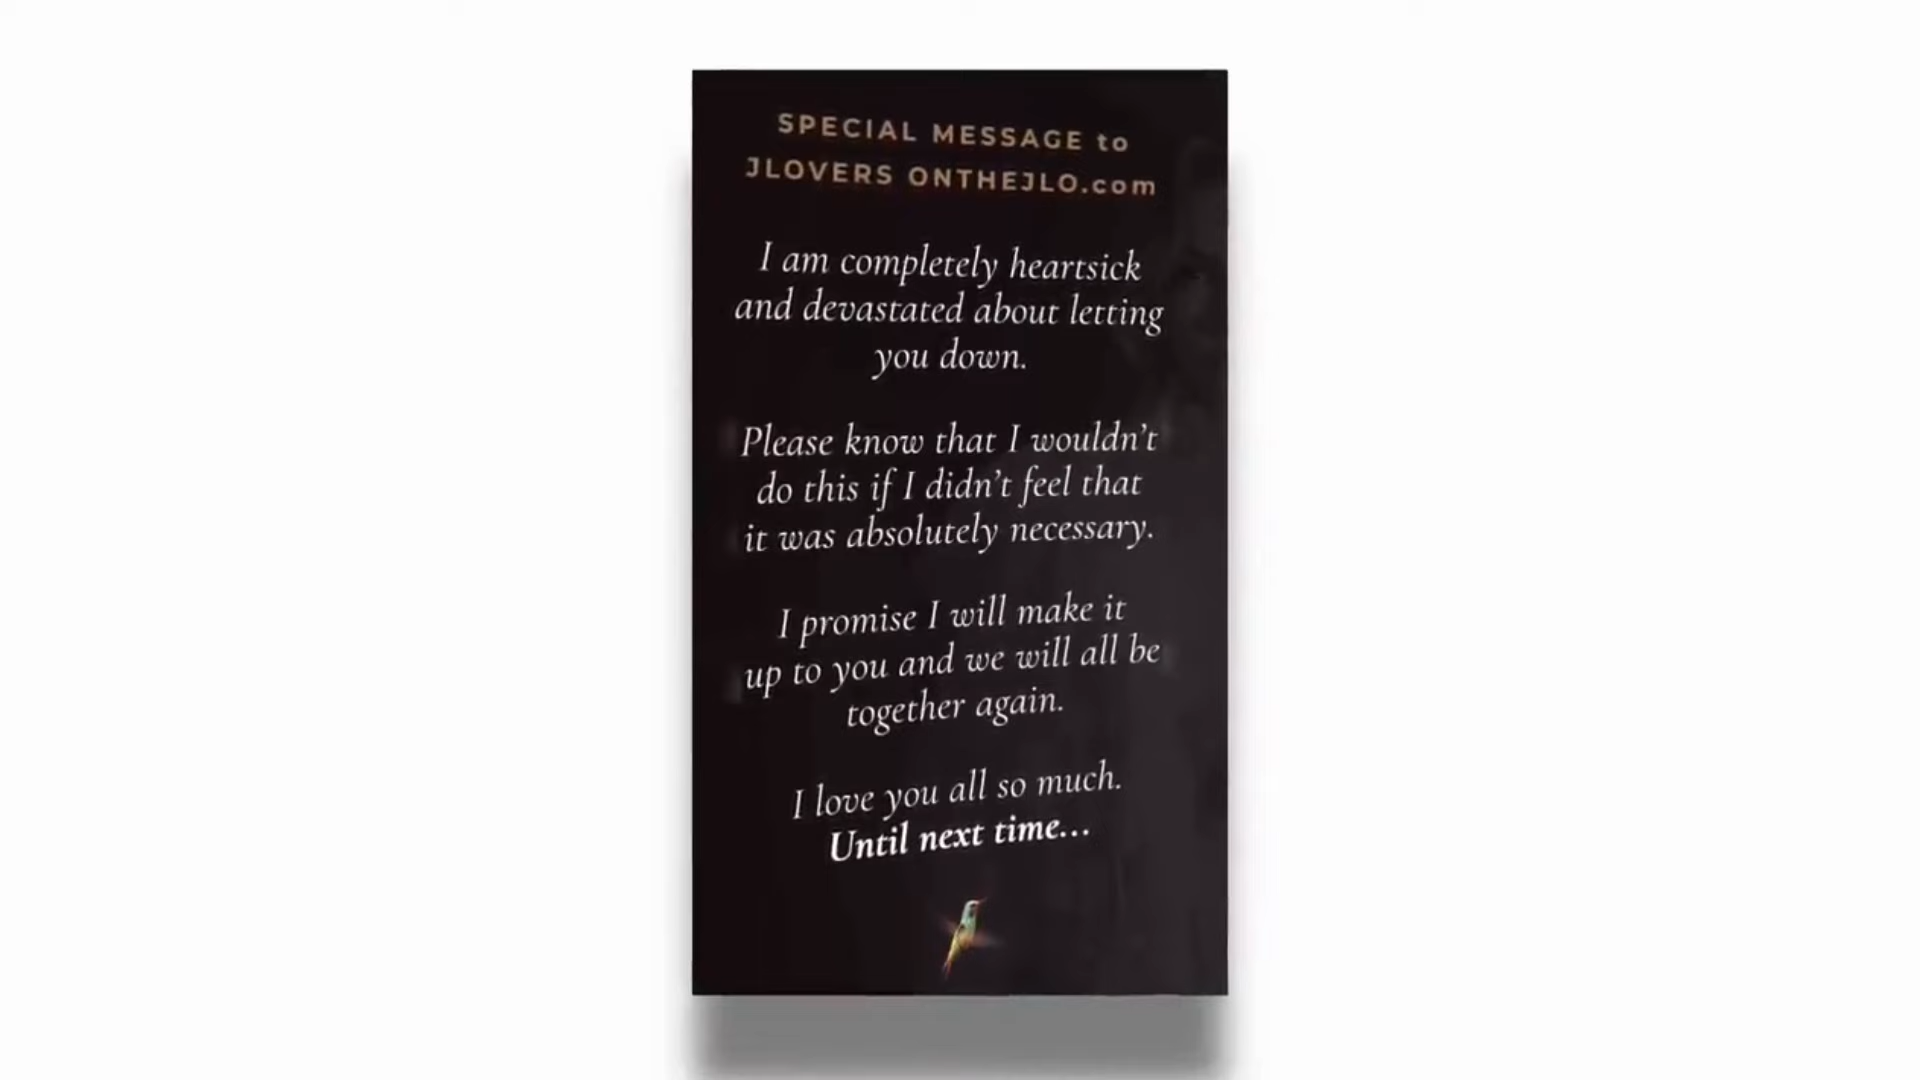 SPECIAL MESSAGE to
JLOVERS ONTHEJLO.com
I am completely heartsick
and devastated about letting
you down.
Please know that I wouldn't
do this if I didn't feel that
it was absolutely necessary.
I promise I will make it
up to you and we will all be
together again.
I love you all so much.
Until next time...